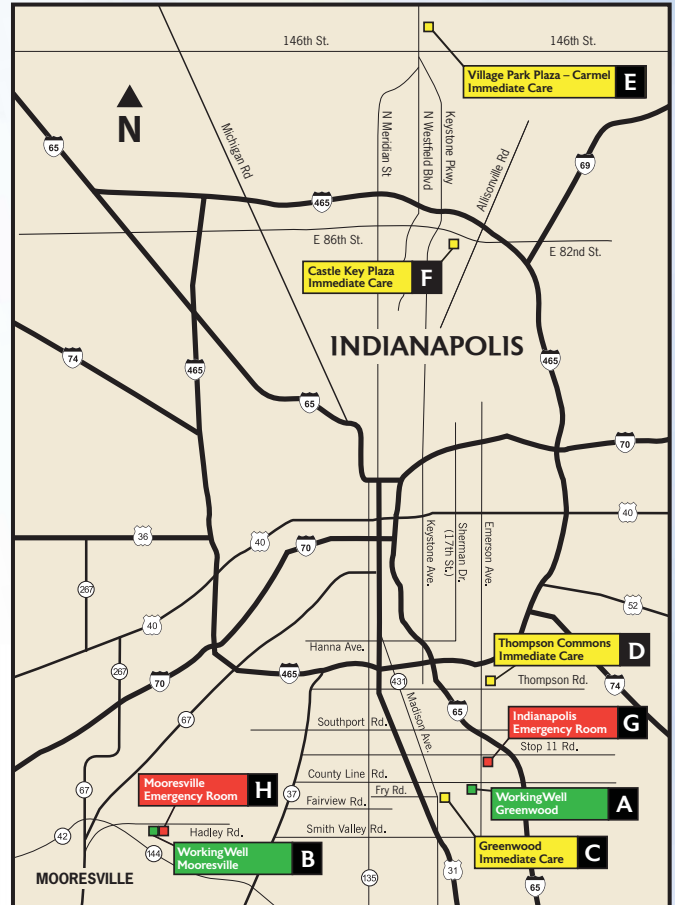 146th St.
146th St.
Village Park Plaza – Carmel
Immediate Care
E
N
65
Michigan Rd
N Meridian St
N Westfield Blvd
Keystone Pkwy
Allisonville Rd
69
465
E 86th St.
E 82nd St.
Castle Key Plaza
Immediate Care
F
INDIANAPOLIS
74
465
465
65
70
36
40
70
40
Keystone Ave.
Sherman Dr.
(17th St.)
Emerson Ave.
267
52
40
Hanna Ave.
Thompson Commons
Immediate Care
D
267
70
465
431
Thompson Rd.
74
67
Southport Rd.
Madison Ave.
65
Indianapolis
Emergency Room
G
Stop 11 Rd.
County Line Rd.
Mooresville
Emergency Room
H
67
37
Fry Rd.
WorkingWell
Greenwood
A
Fairview Rd.
42
Hadley Rd.
Smith Valley Rd.
144
WorkingWell
Mooresville
B
Greenwood
Immediate Care
C
MOORESVILLE
135
31
65